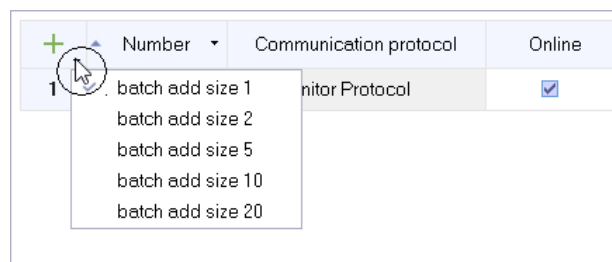 Number Communication protocol Online
1 nitor Protocol
batch add size 1
batch add size 2
batch add size 5
batch add size 10
batch add size 20